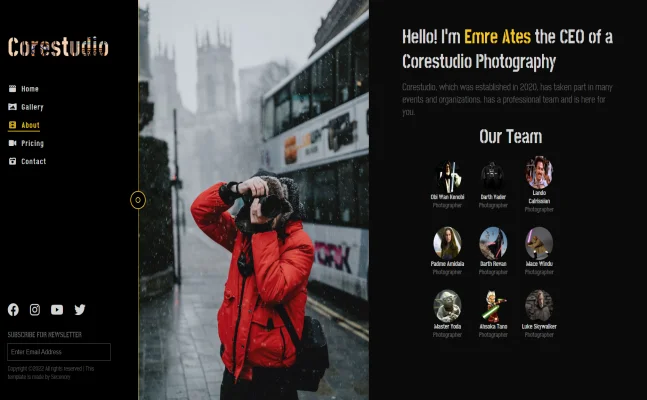 Corestudio
Home
Gallery
About
Pricing
Contact
SUBSCRIBE FOR NEWSLETTER
Enter Email Address
Copyright ©2022 All rights reserved | This
template is made by
Hello! I'm Emre Ates the CEO of a
Corestudio Photography
Corestudio, which was established in 2020, has taken part in many
events and organizations, has a professional team and is here for
you.
Our Team
Obi Wan Kenobi
Photographer
Darth Vader
Photographer
Lando
Calrissian
Photographer
Padme Amidala
Photographer
Darth Revan
Photographer
Mace Windu
Photographer
Master Yoda
Photographer
Ahsoka Tano
Photographer
Luke Skywalker
Photographer